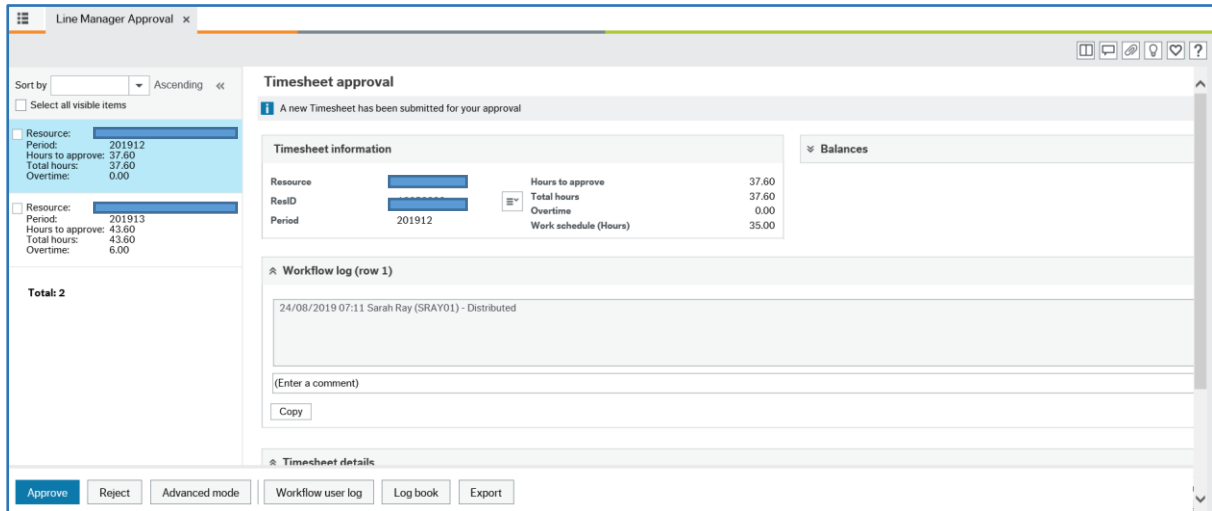 Line Manager Approval ×
?
Sort by Ascending «
Select all visible items
Resource:
Period: 201912
Hours to approve: 37.60
Total hours: 37.60
Overtime: 0.00
Resource:
Period: 201913
Hours to approve: 43.60
Total hours: 43.60
Overtime: 6.00
Total: 2
Timesheet approval
i A new Timesheet has been submitted for your approval
Timesheet information
Resource
ResID
Period 201912
Hours to approve 37.60
Total hours 37.60
Overtime 0.00
Work schedule (Hours) 35.00
Balances
Workflow log (row 1)
24/08/2019 07:11 Sarah Ray (SRAY01) - Distributed
(Enter a comment)
Copy
Timesheet details
Approve Reject Advanced mode Workflow user log Log book Export